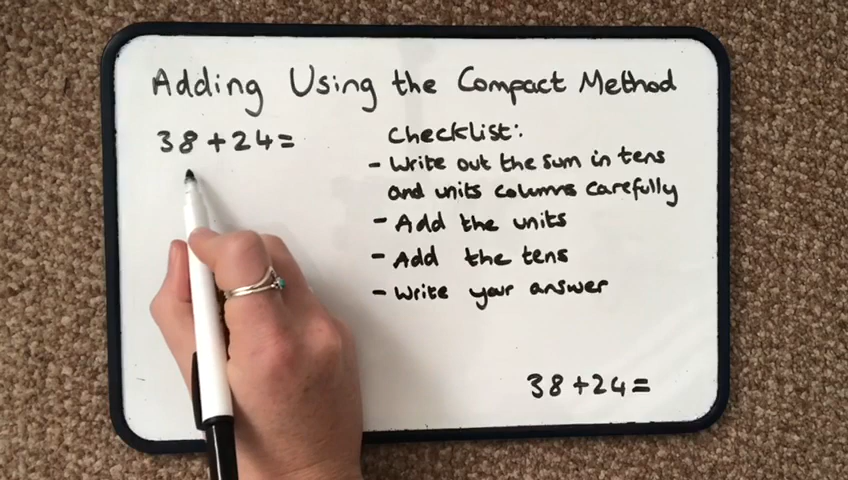 Adding Using the Compact Method
38+24=
Checklist:
- Write out the sum in tens
and units columns carefully
- Add the units
- Add the tens
- Write your answer
38+24=